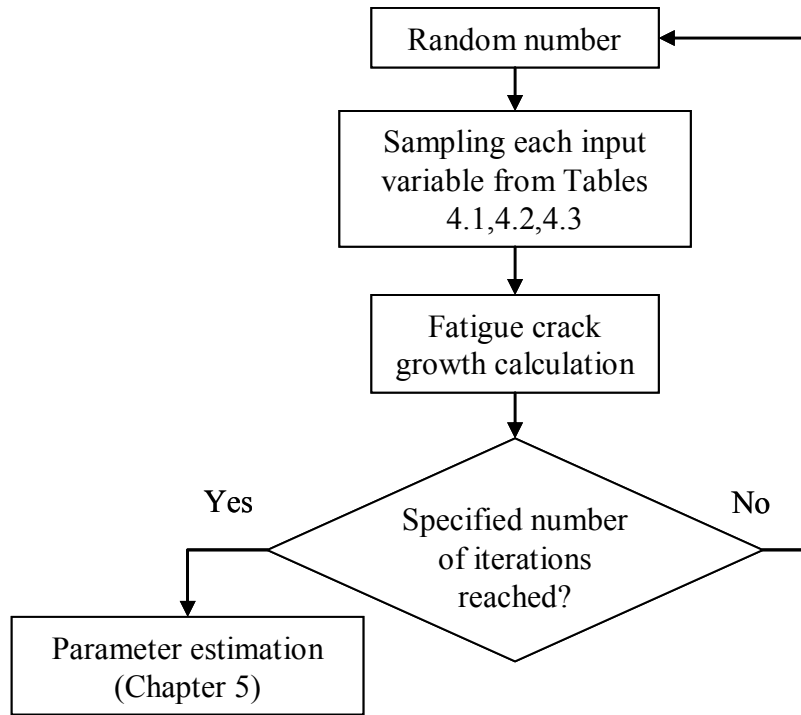 Random number
Sampling each input
variable from Tables
4.1,4.2,4.3
Fatigue crack
growth calculation
Yes
No
Specified number
of iterations
reached?
Parameter estimation
(Chapter 5)